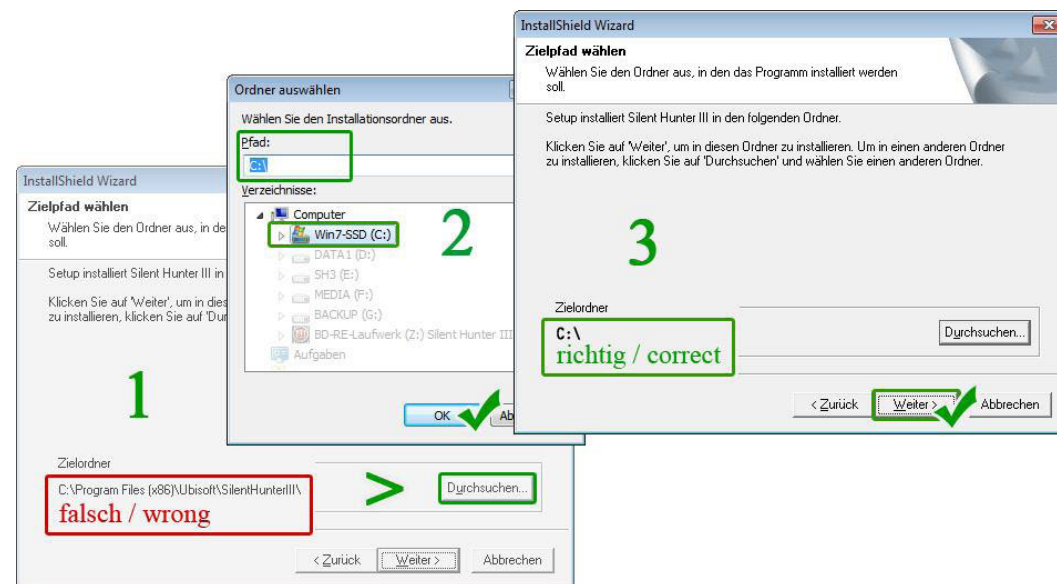 InstallShield Wizard
Zielpfad wählen
Wählen Sie den Ordner aus, in de
soll.
Setup installiert Silent Hunter III in
Klicken Sie auf 'Weiter', um in dies
zu installieren, klicken Sie auf 'Dur
1
Zielordner
C:\Program Files (x86)\Ubisoft\SilentHunterIII\
falsch / wrong
>
Durchsuchen...
< Zurück
Weiter >
Abbrechen
Ordner auswählen
Wählen Sie den Installationsordner aus.
Pfad:
C:\
Verzeichnisse:
Computer
Win7-SSD (C:)
DATA1 (D:)
SH3 (E:)
MEDIA (F:)
BACKUP (G:)
BD-RE-Laufwerk (Z:) Silent Hunter III
Aufgaben
2
OK
Ab
InstallShield Wizard
Zielpfad wählen
Wählen Sie den Ordner aus, in den das Programm installiert werden
soll.
Setup installiert Silent Hunter III in den folgenden Ordner.
Klicken Sie auf 'Weiter', um in diesen Ordner zu installieren. Um in einen anderen Ordner
zu installieren, klicken Sie auf 'Durchsuchen' und wählen Sie einen anderen Ordner.
3
Zielordner
C:\
richtig / correct
Durchsuchen...
< Zurück
Weiter >
Abbrechen